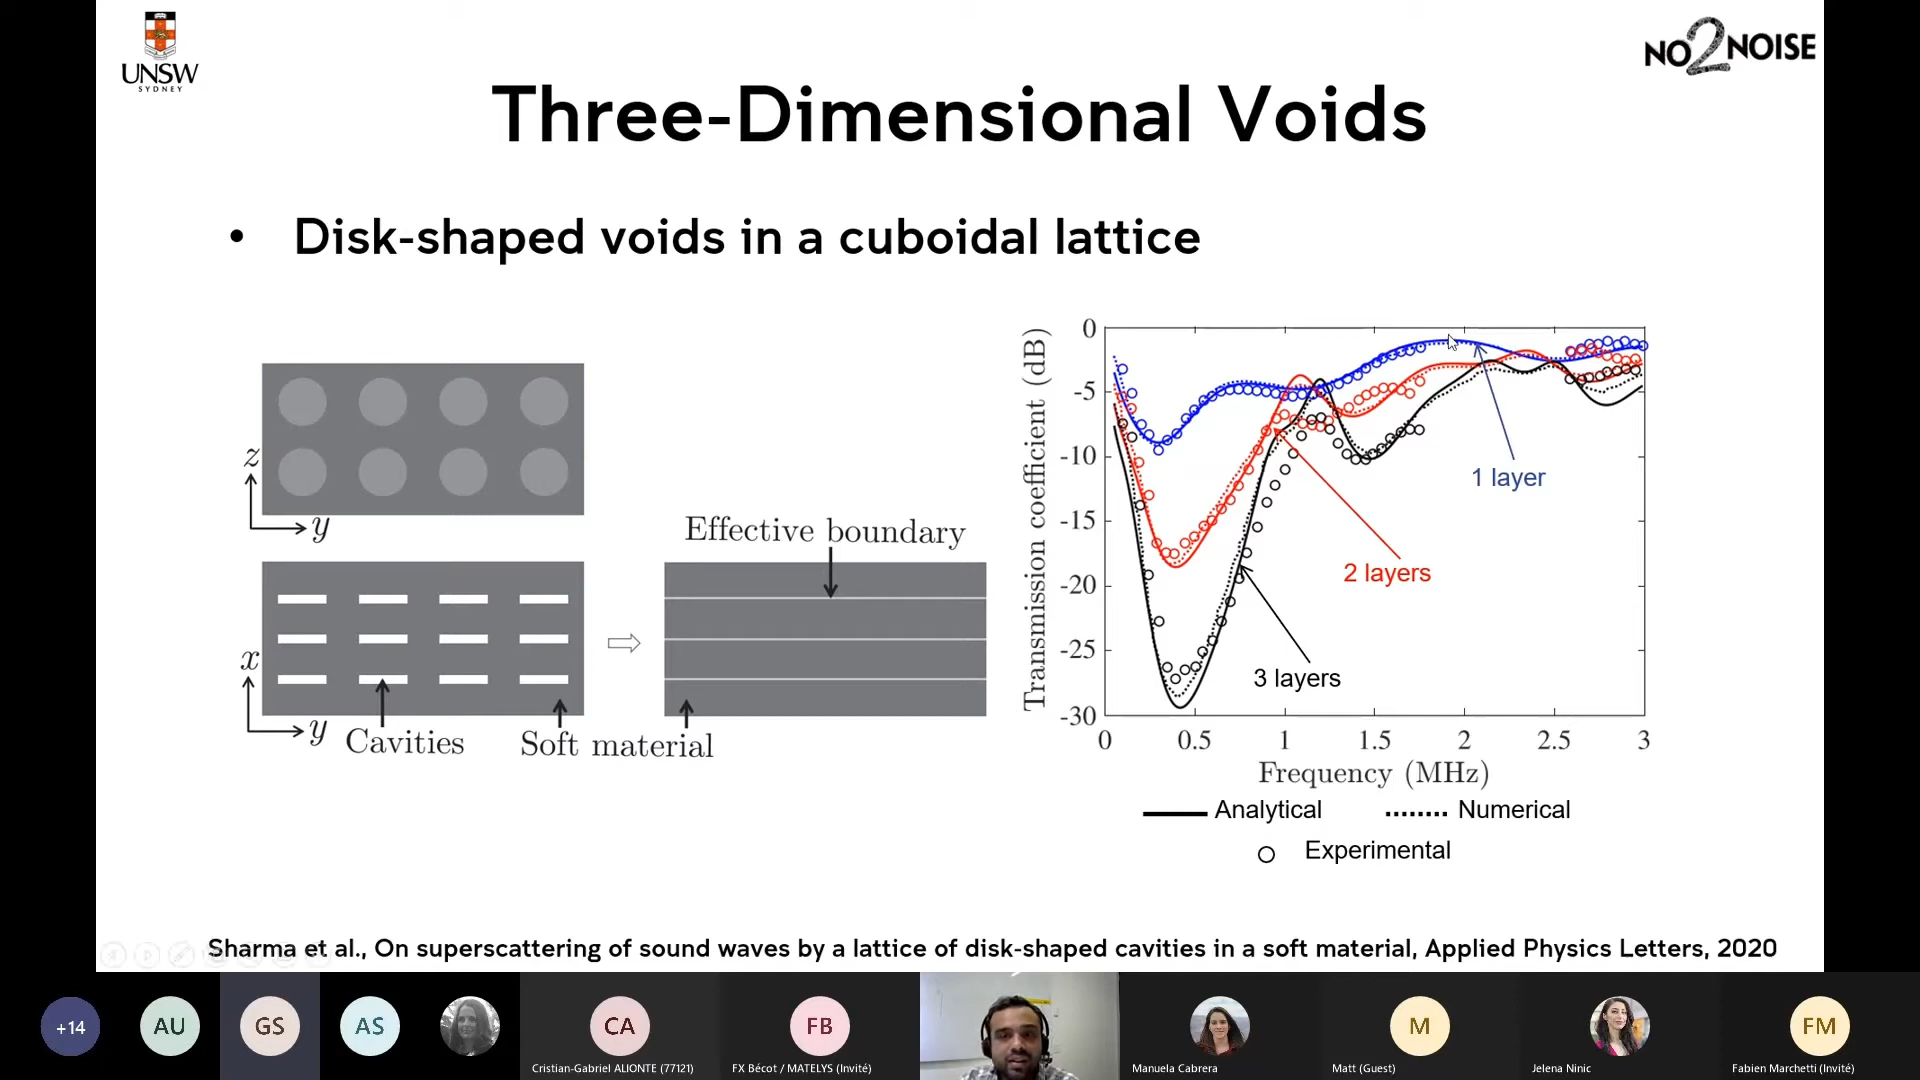 UNSW
SYDNEY
NO2NOISE
Three-Dimensional Voids
• Disk-shaped voids in a cuboidal lattice
z
y
x
y
Cavities
Soft material
Effective boundary
Transmission coefficient (dB)
0
-5
-10
-15
-20
-25
-30
0 0.5 1 1.5 2 2.5 3
Frequency (MHz)
1 layer
2 layers
3 layers
Analytical Numerical
Experimental
Sharma et al., On superscattering of sound waves by a lattice of disk-shaped cavities in a soft material, Applied Physics Letters, 2020
+14
AU
GS
AS
CA
FB
M
FM
Cristian-Gabriel ALIONTE (77121)
FX Bécot / MATELYS (Invité)
Manuela Cabrera
Matt (Guest)
Jelena Ninic
Fabien Marchetti (Invité)